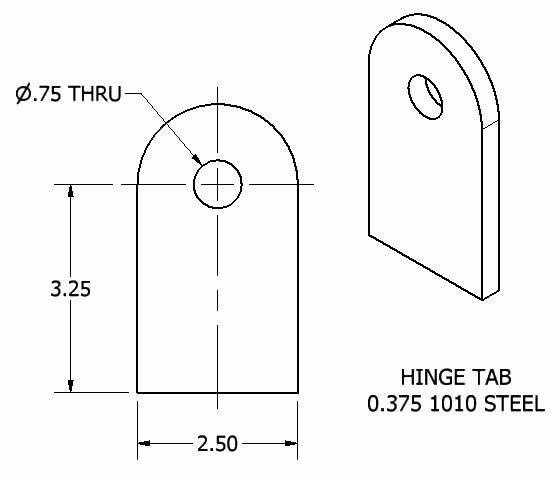 Ø.75 THRU
3.25
2.50
HINGE TAB
0.375 1010 STEEL